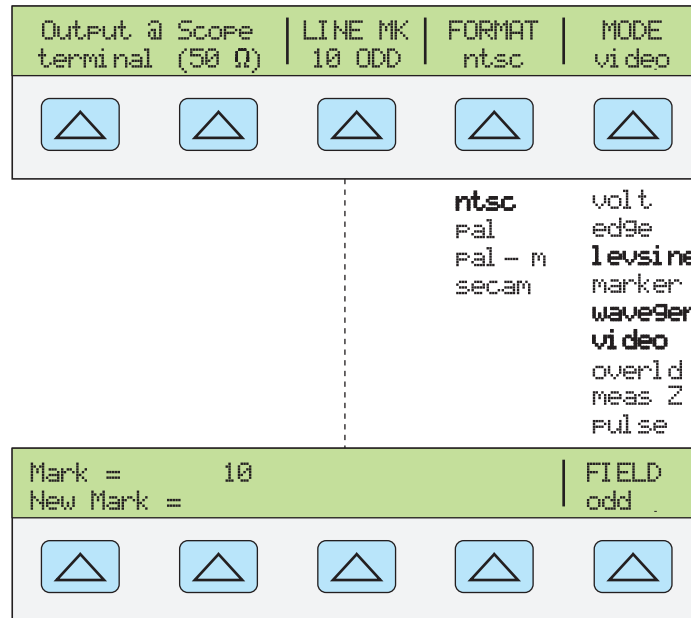 Output @ Scope LINE MK FORMAT MODE
terminal (50 Ω) 10 ODD ntsc video
ntsc volt
pal edge
pal – m levsine
secam marker
wavegen
video
overld
meas Z
pulse
Mark = 10 FIELD
New Mark = odd